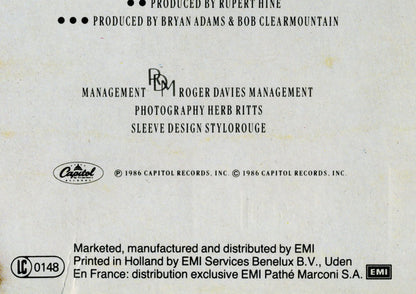 ●● PRODUCED BY RUPERT HINE
●●● PRODUCED BY BRYAN ADAMS & BOB CLEARMOUNTAIN
MANAGEMENT RDM ROGER DAVIES MANAGEMENT
PHOTOGRAPHY HERB RITTS
SLEEVE DESIGN STYLOROUGE
Capitol
RECORDS
℗ 1986 CAPITOL RECORDS, INC. © 1986 CAPITOL RECORDS, INC.
Marketed, manufactured and distributed by EMI
LC 0148 Printed in Holland by EMI Services Benelux B.V., Uden
En France: distribution exclusive EMI Pathé Marconi S.A. EMI